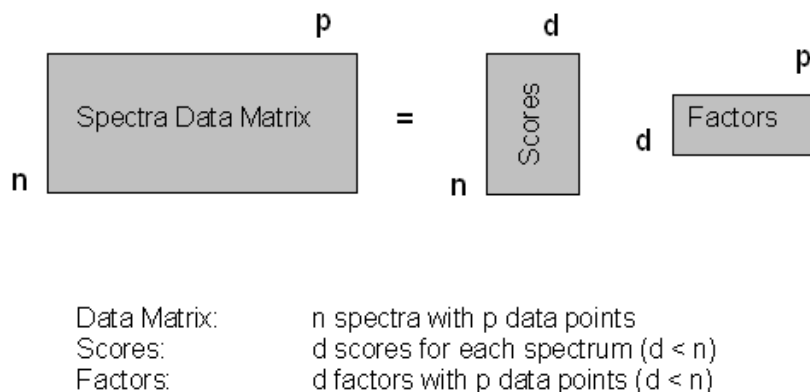 p
d
p
Spectra Data Matrix
=
Scores
Factors
d
n
n
Data Matrix: n spectra with p data points
Scores: d scores for each spectrum (d < n)
Factors: d factors with p data points (d < n)